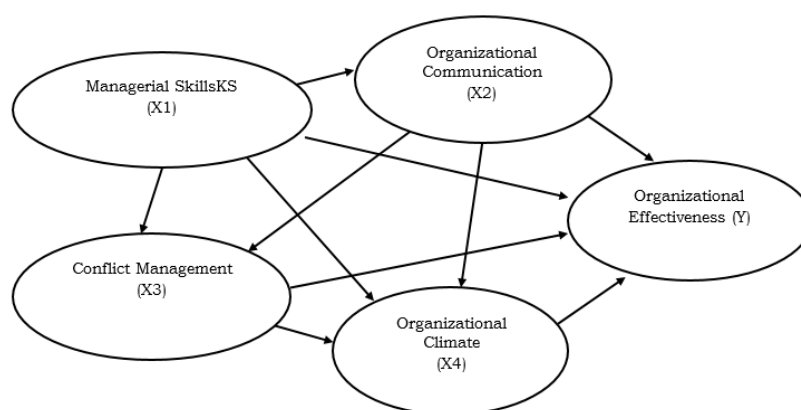 Managerial SkillsKS
(X1)
Organizational
Communication
(X2)
Organizational
Effectiveness (Y)
Conflict Management
(X3)
Organizational
Climate
(X4)